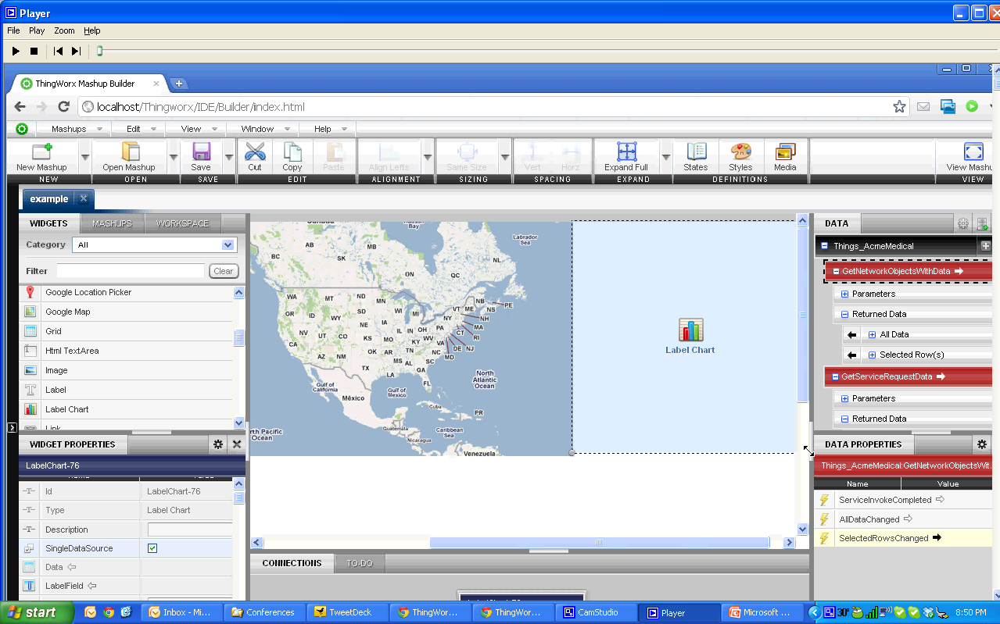 Player
File Play Zoom Help
ThingWorx Mashup Builder
localhost/Thingworx/IDE/Builder/index.html
Mashups Edit View Window Help
New Mashup Open Mashup Save Cut Copy Paste Align Lefts Same Size Vert Horz Expand Full States Styles Media View Mashu
NEW OPEN SAVE EDIT ALIGNMENT SIZING SPACING EXPAND DEFINITIONS VIEW
example
WIDGETS MASHUPS WORKSPACE
Category All
Filter Clear
Google Location Picker
Google Map
Grid
Html TextArea
Image
Label
Label Chart
Link
WIDGET PROPERTIES
LabelChart-76
Id LabelChart-76
Type Label Chart
Description
SingleDataSource
Data
LabelField
Hudson Bay
Labrador Sea
AB
SK
MB
BC
ON
QC
NL
WA
MT
ND
MN
NB
PE
OR
ID
WY
SD
WI
MI
VT
ME
NS
NE
IA
NY
NH
NV
UT
CO
IL
IN
OH
PA
MA
CT
RI
CA
KS
MO
KY
WV
VA
AZ
NM
OK
AR
TN
NC
DE
NJ
MD
MS
AL
SC
TX
LA
GA
FL
Gulf of California
Gulf of Mexico
México
Cuba
PR
North Atlantic Ocean
Guatemala
Caribbean Sea
Nicaragua
Venezuela
rth Pacific Ocean
Label Chart
CONNECTIONS TO-DO
DATA
Things_AcmeMedical
GetNetworkObjectsWithData
Parameters
Returned Data
All Data
Selected Row(s)
GetServiceRequestData
Parameters
Returned Data
DATA PROPERTIES
Things_AcmeMedical:GetNetworkObjectsWit...
Name Value
ServiceInvokeCompleted
AllDataChanged
SelectedRowsChanged
start Inbox - Mi... Conferences TweetDeck ThingWor... ThingWor... CamStudio Player Microsoft ... 30° 8:50 PM